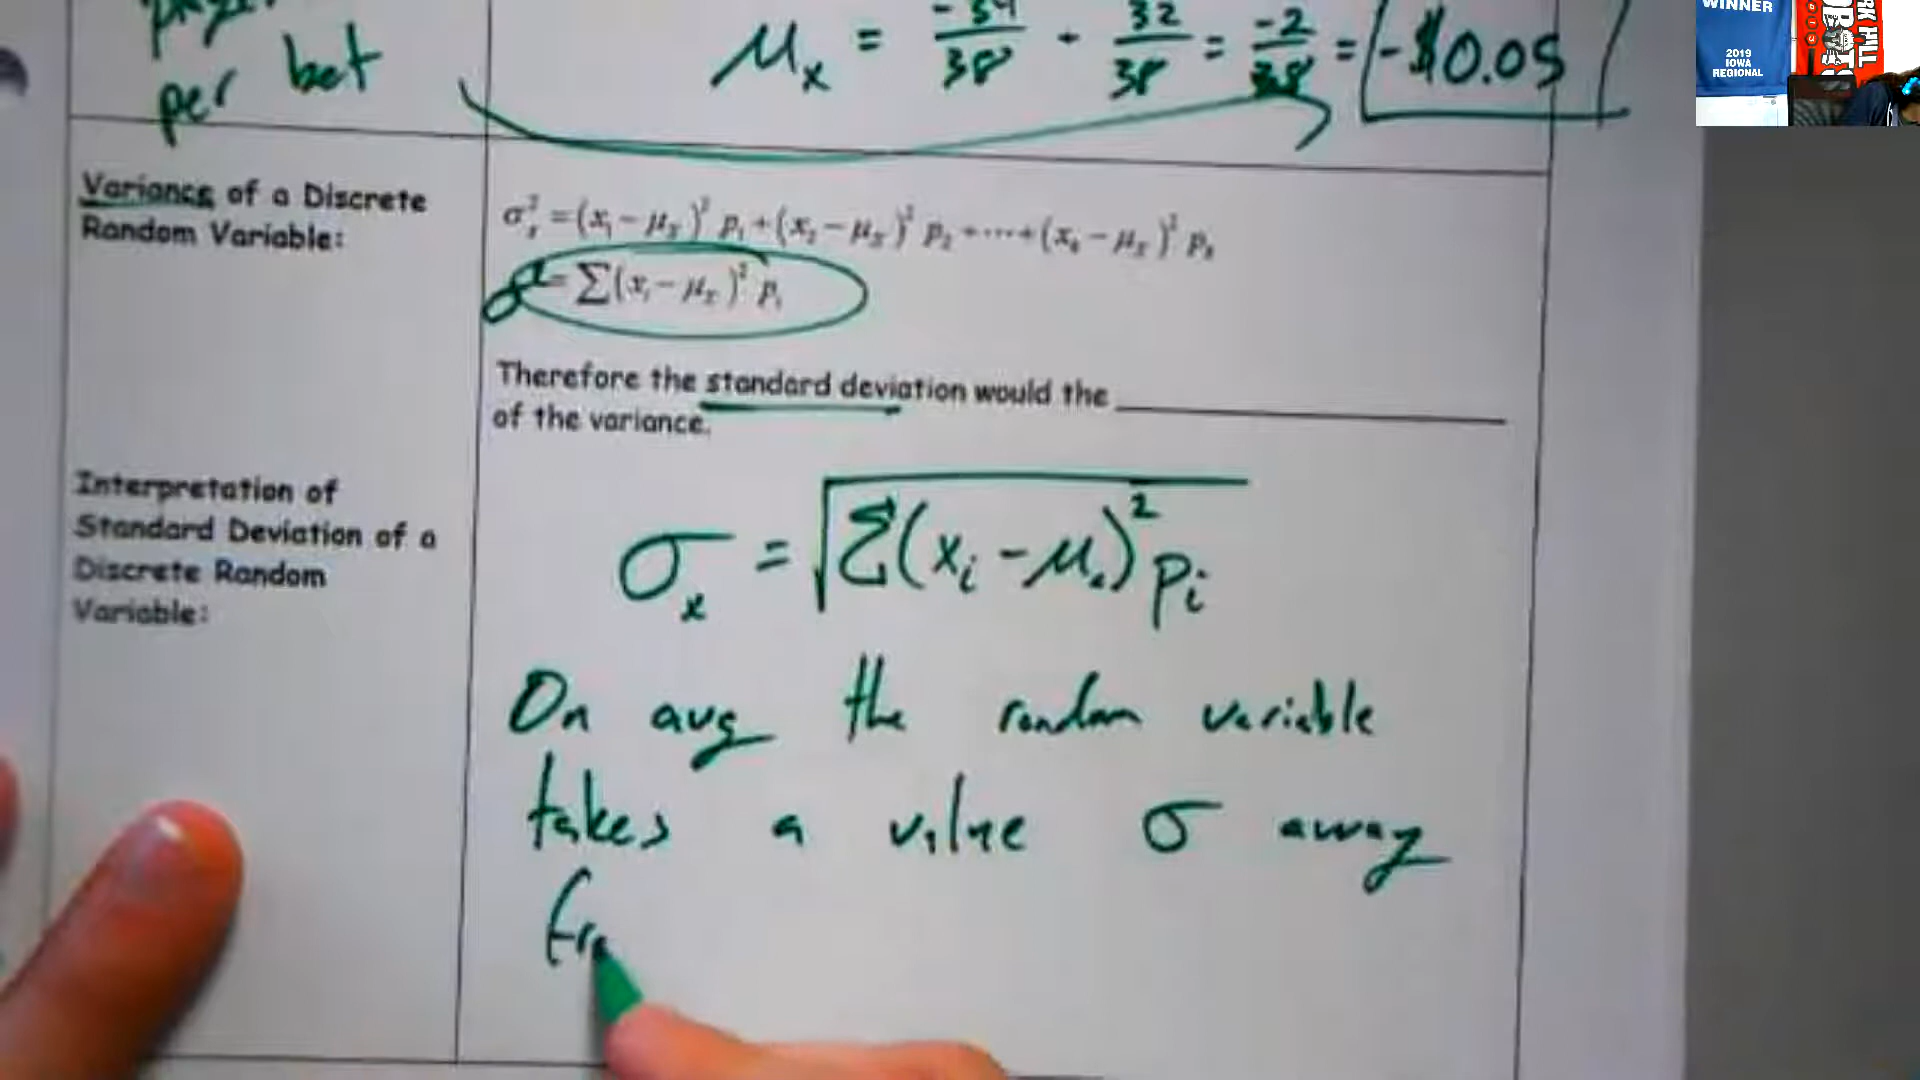 per bet
μx = -34/38 + 32/38 = -2/38 = -$0.05
WINNER
2019
IOWA
REGIONAL
Variance of a Discrete
Random Variable:
σ²x = (x₁ - μX)² p₁ + (x₂ - μX)² p₂ + ····· + (xk - μX)² pk
σ² = Σ(xi - μX)² pi
Therefore the standard deviation would the ____________________
of the variance.
Interpretation of
Standard Deviation of a
Discrete Random
Variable:
σx = √Σ(xi - μx)² pi
On avg the random variable
takes a value σ away
fro